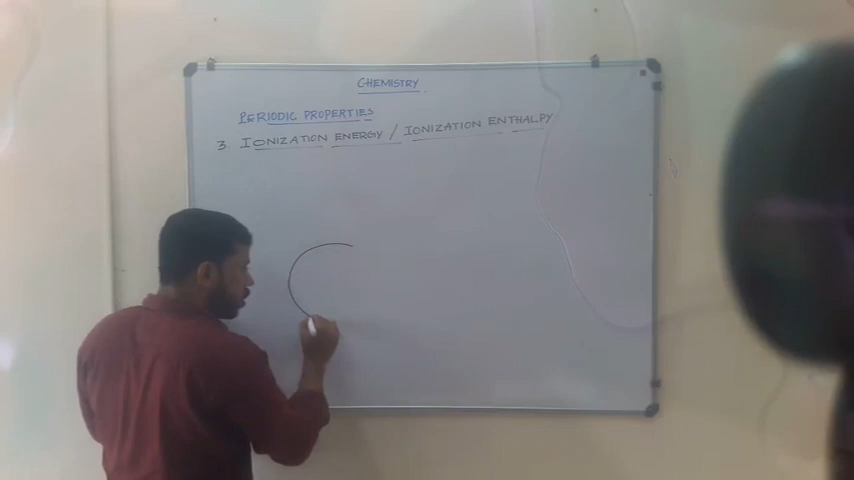 CHEMISTRY
PERIODIC PROPERTIES
3. IONIZATION ENERGY / IONIZATION ENTHALPY